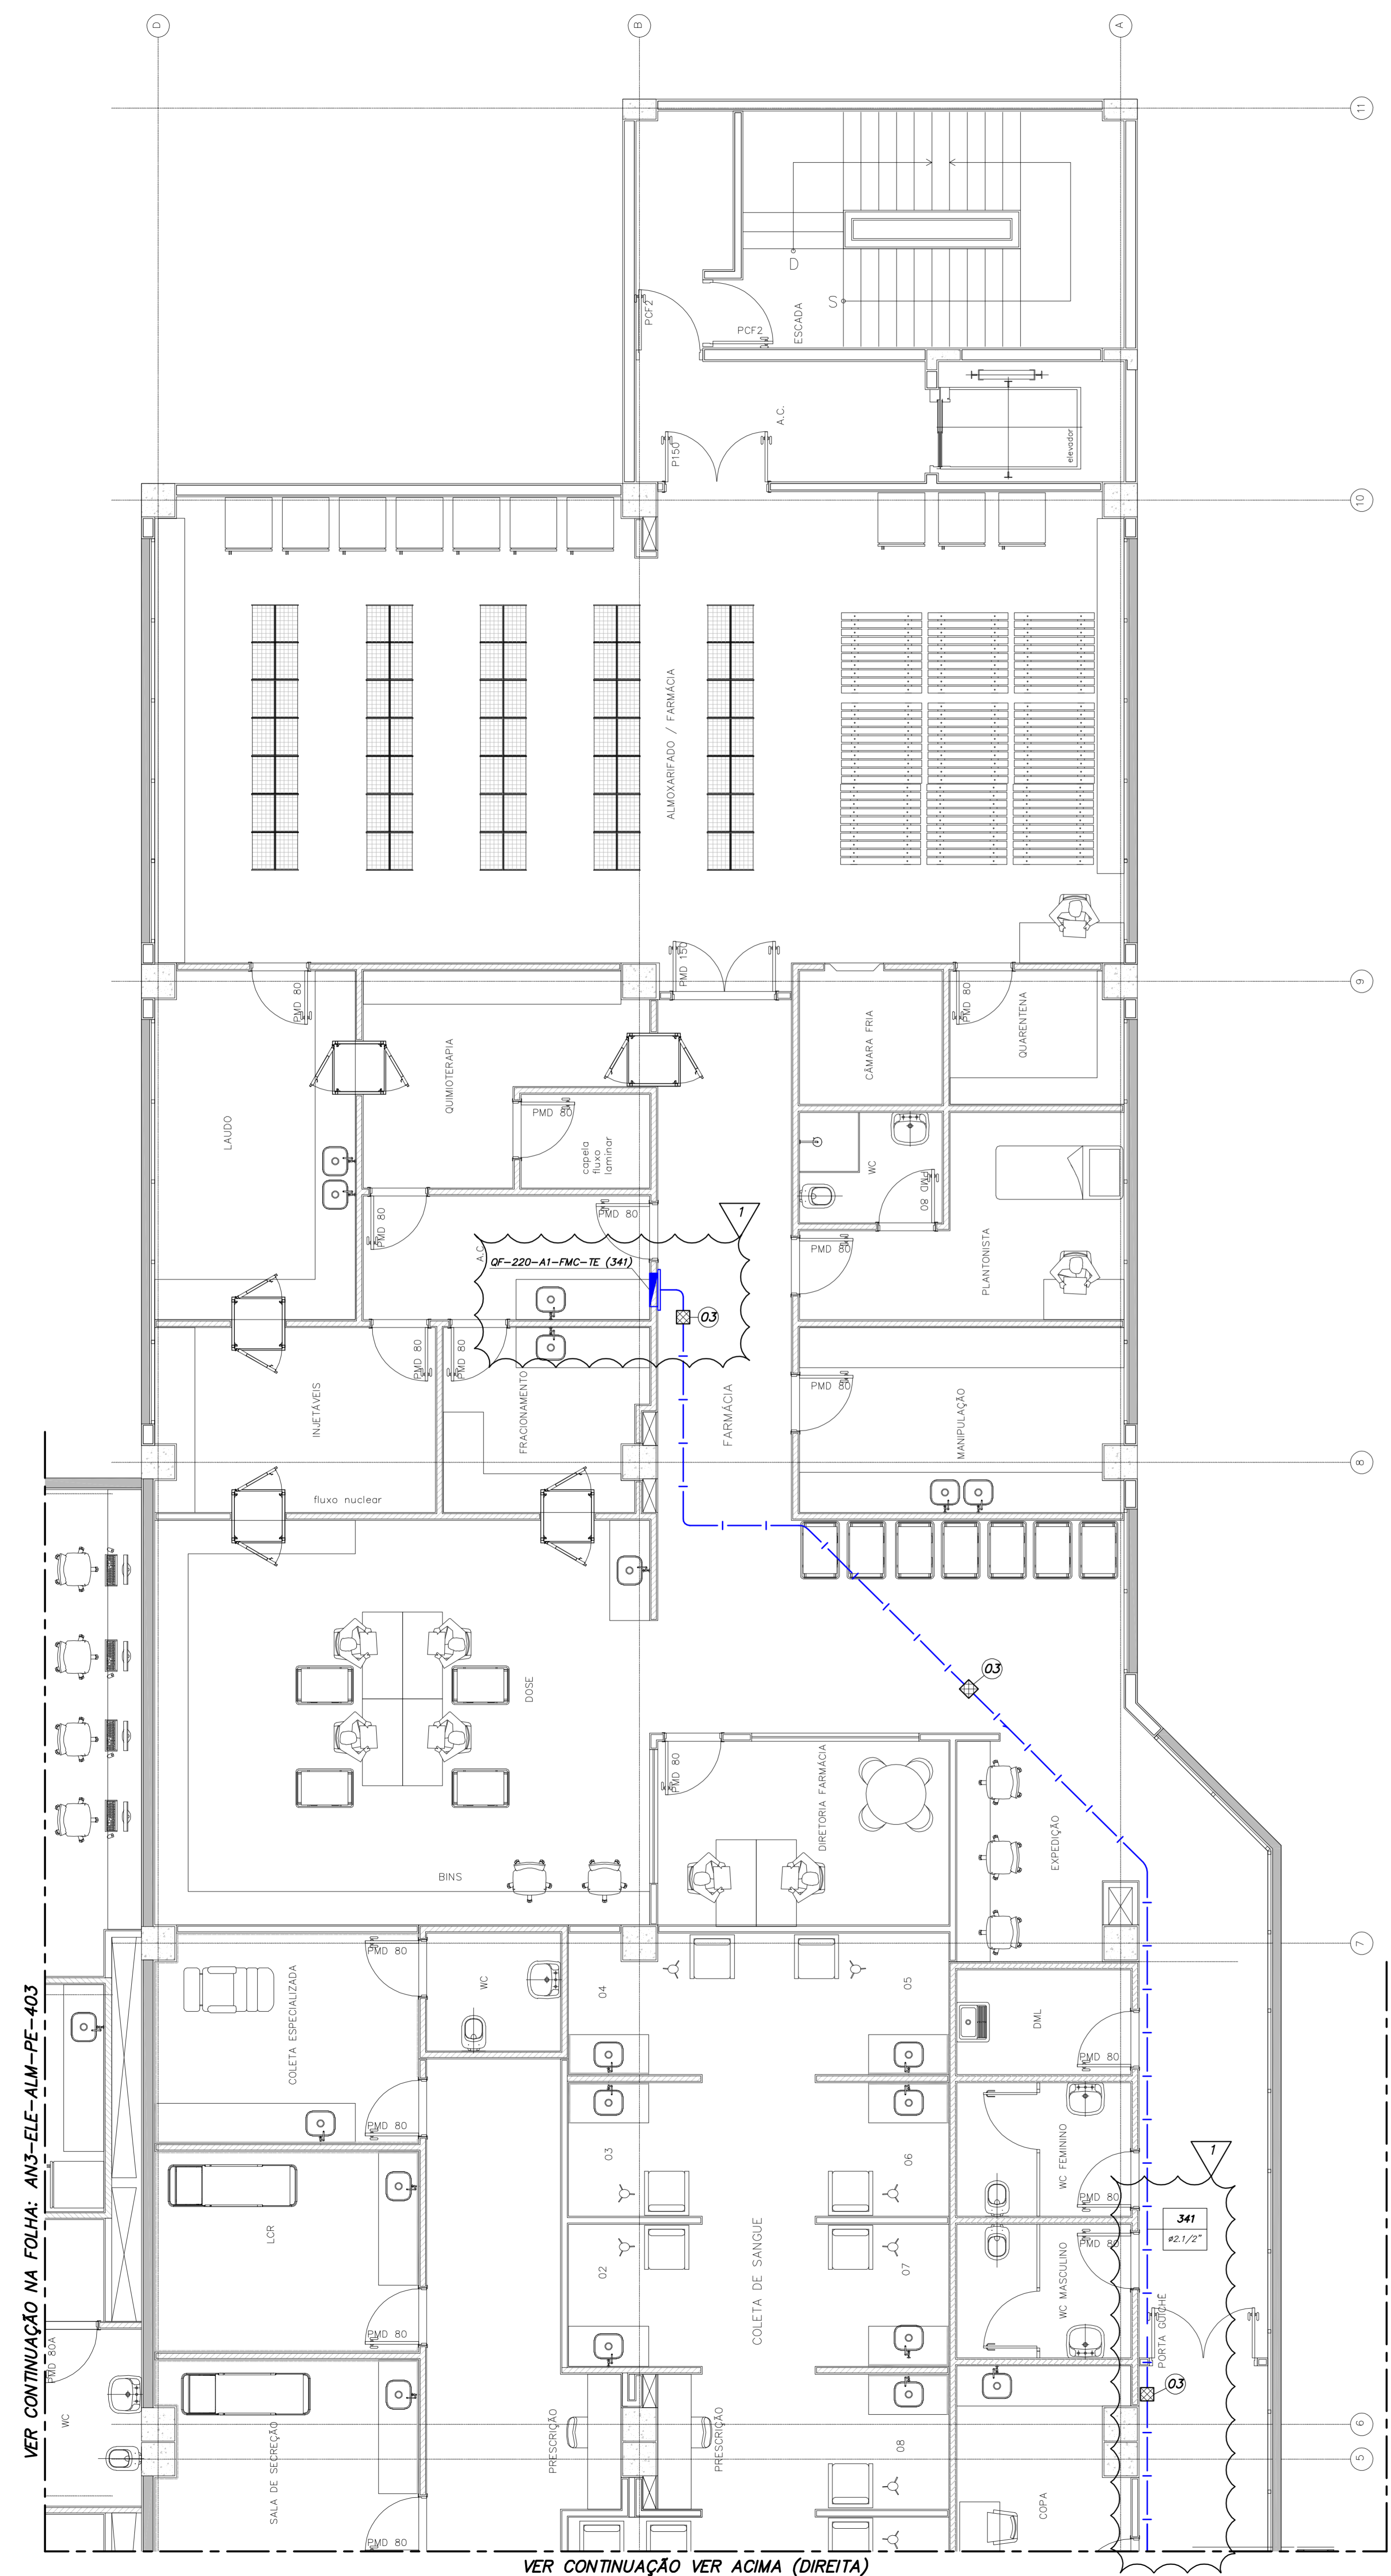 D
B
A
11
D
S
PCF2
PCF2
ESCADA
A.C.
P150
elevador
10
ALMOXARIFADO / FARMÁCIA
PMD 150
9
PMD 80
LAUDO
QUIMIOTERAPIA
PMD 80
capela
fluxo
laminar
CÂMARA FRIA
PMD 80
QUARENTENA
WC
PMD 80
PMD 80
PMD 80
PMD 80
PLANTONISTA
1
A.C.
QF-220-A1-FMC-TE (341)
03
PMD 80
PMD 80
INJETÁVEIS
FRACIONAMENTO
FARMÁCIA
PMD 80
MANIPULAÇÃO
8
fluxo nuclear
DOSE
03
PMD 80
DIRETORIA FARMÁCIA
EXPEDIÇÃO
BINS
7
PMD 80
COLETA ESPECIALIZADA
WC
04
05
DML
PMD 80
PMD 80
VER CONTINUAÇÃO NA FOLHA: AN3-ELE-ALM-PE-403
03
06
WC FEMININO
PMD 80
1
341
ø2.1/2"
LCR
COLETA DE SANGUE
02
07
WC MASCULINO
PMD 80
PORTA GUICHÊ
PMD 80
PMD 80A
WC
03
6
SALA DE SECREÇÃO
PRESCRIÇÃO
PRESCRIÇÃO
08
5
COPA
PMD 80
VER CONTINUAÇÃO VER ACIMA (DIREITA)